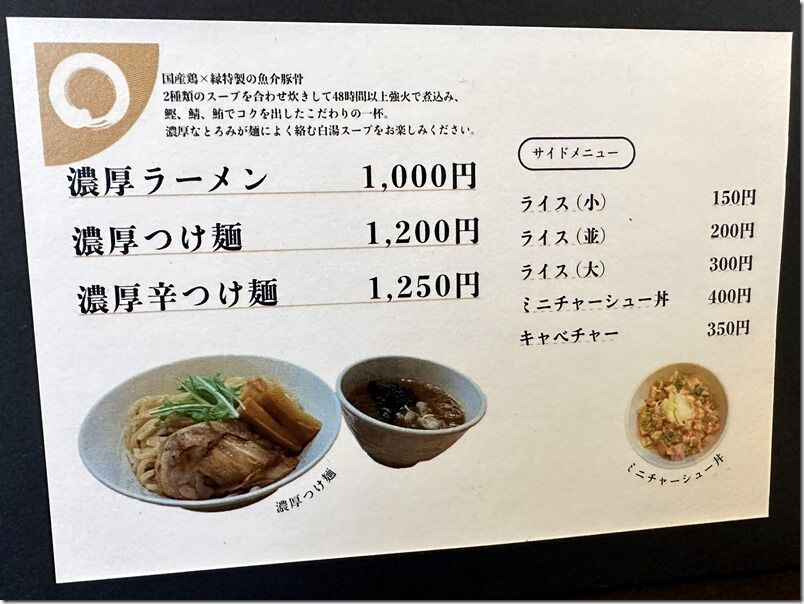 国産鶏×縁特製の魚介豚骨
2種類のスープを合わせ炊きして48時間以上強火で煮込み、
鰹、鯖、鮪でコクを出したこだわりの一杯。
濃厚なとろみが麺によく絡む白湯スープをお楽しみください。
濃厚ラーメン 1,000円
濃厚つけ麺 1,200円
濃厚辛つけ麺 1,250円
サイドメニュー
ライス(小) 150円
ライス(並) 200円
ライス(大) 300円
ミニチャーシュー丼 400円
キャベチャー 350円
濃厚つけ麺
ミニチャーシュー丼